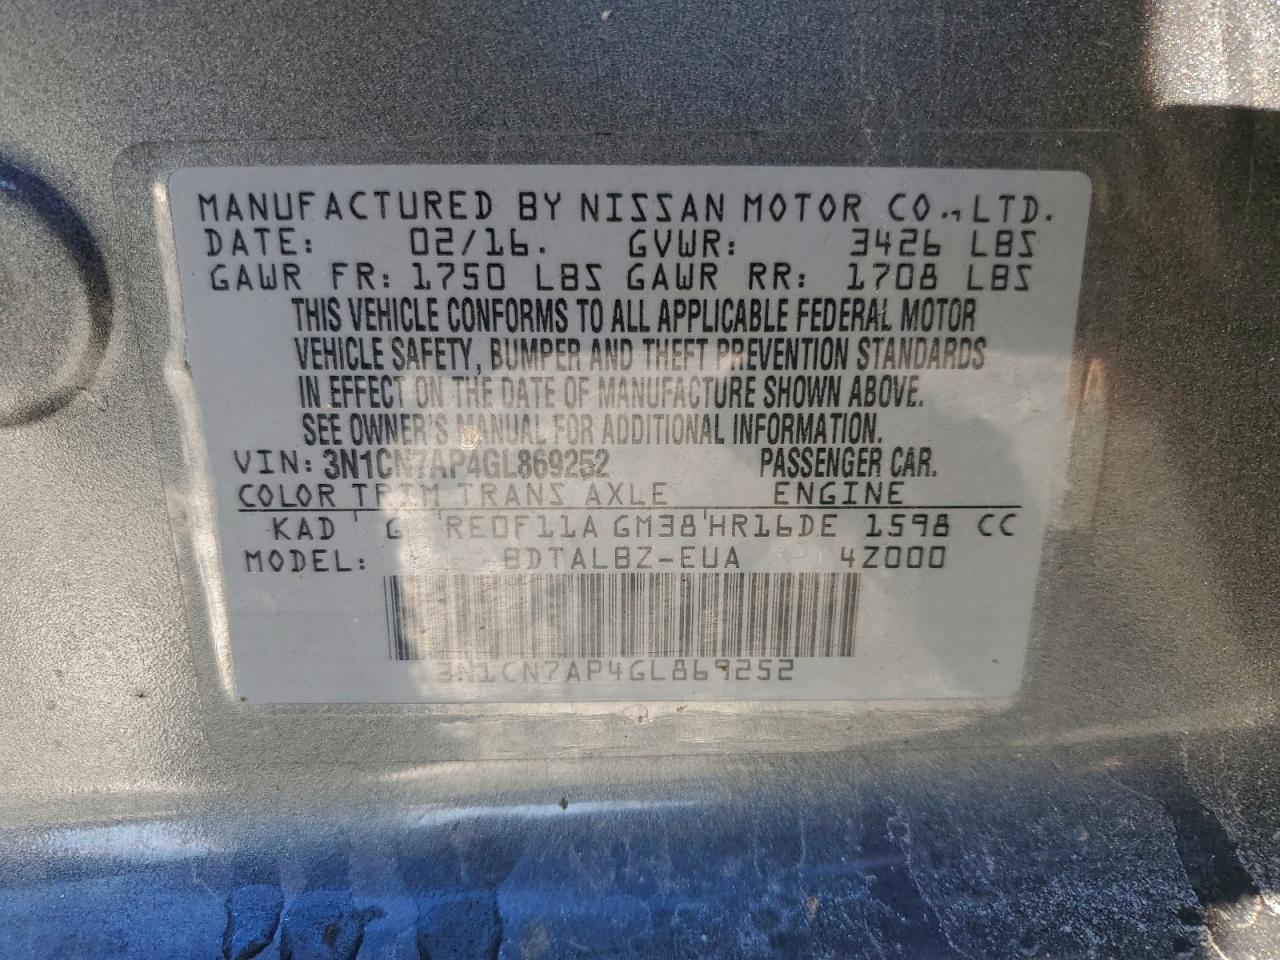 MANUFACTURED BY NISSAN MOTOR CO., LTD.
DATE: 02/16. GVWR: 3426 LBS
GAWR FR: 1750 LBS GAWR RR: 1708 LBS
THIS VEHICLE CONFORMS TO ALL APPLICABLE FEDERAL MOTOR
VEHICLE SAFETY, BUMPER AND THEFT PREVENTION STANDARDS
IN EFFECT ON THE DATE OF MANUFACTURE SHOWN ABOVE.
SEE OWNER'S MANUAL FOR ADDITIONAL INFORMATION.
VIN: 3N1CN7AP4GL869252 PASSENGER CAR.
COLOR TRIM TRANS AXLE ENGINE
KAD G RE0F11A GM38 HR16DE 1598 CC
MODEL: BDTALBZ-EUA 4Z000
3N1CN7AP4GL869252